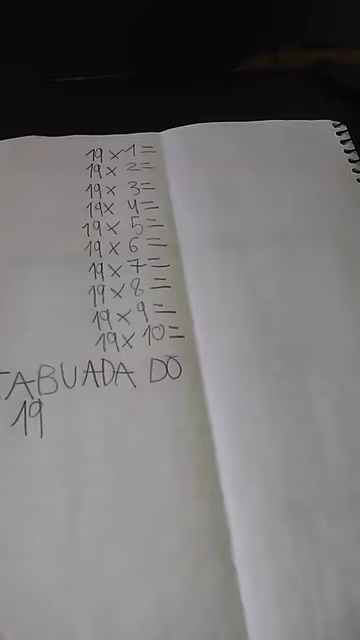 19 x 1 =
19 x 2 =
19 x 3 =
19 x 4 =
19 x 5 =
19 x 6 =
19 x 7 =
19 x 8 =
19 x 9 =
19 x 10 =
TABUADA DO
19